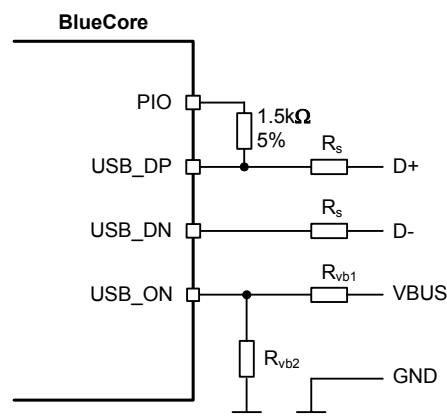 BlueCore
PIO
1.5kΩ
5%
USB_DP
Rs
D+
USB_DN
Rs
D-
USB_ON
Rvb1
VBUS
Rvb2
GND